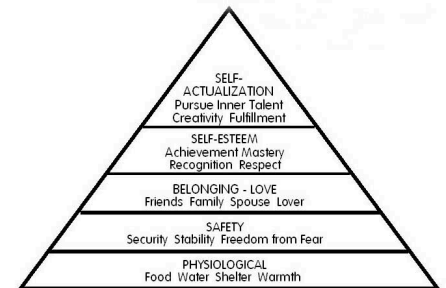 SELF-
ACTUALIZATION
Pursue Inner Talent
Creativity Fulfillment
SELF-ESTEEM
Achievement Mastery
Recognition Respect
BELONGING - LOVE
Friends Family Spouse Lover
SAFETY
Security Stability Freedom from Fear
PHYSIOLOGICAL
Food Water Shelter Warmth